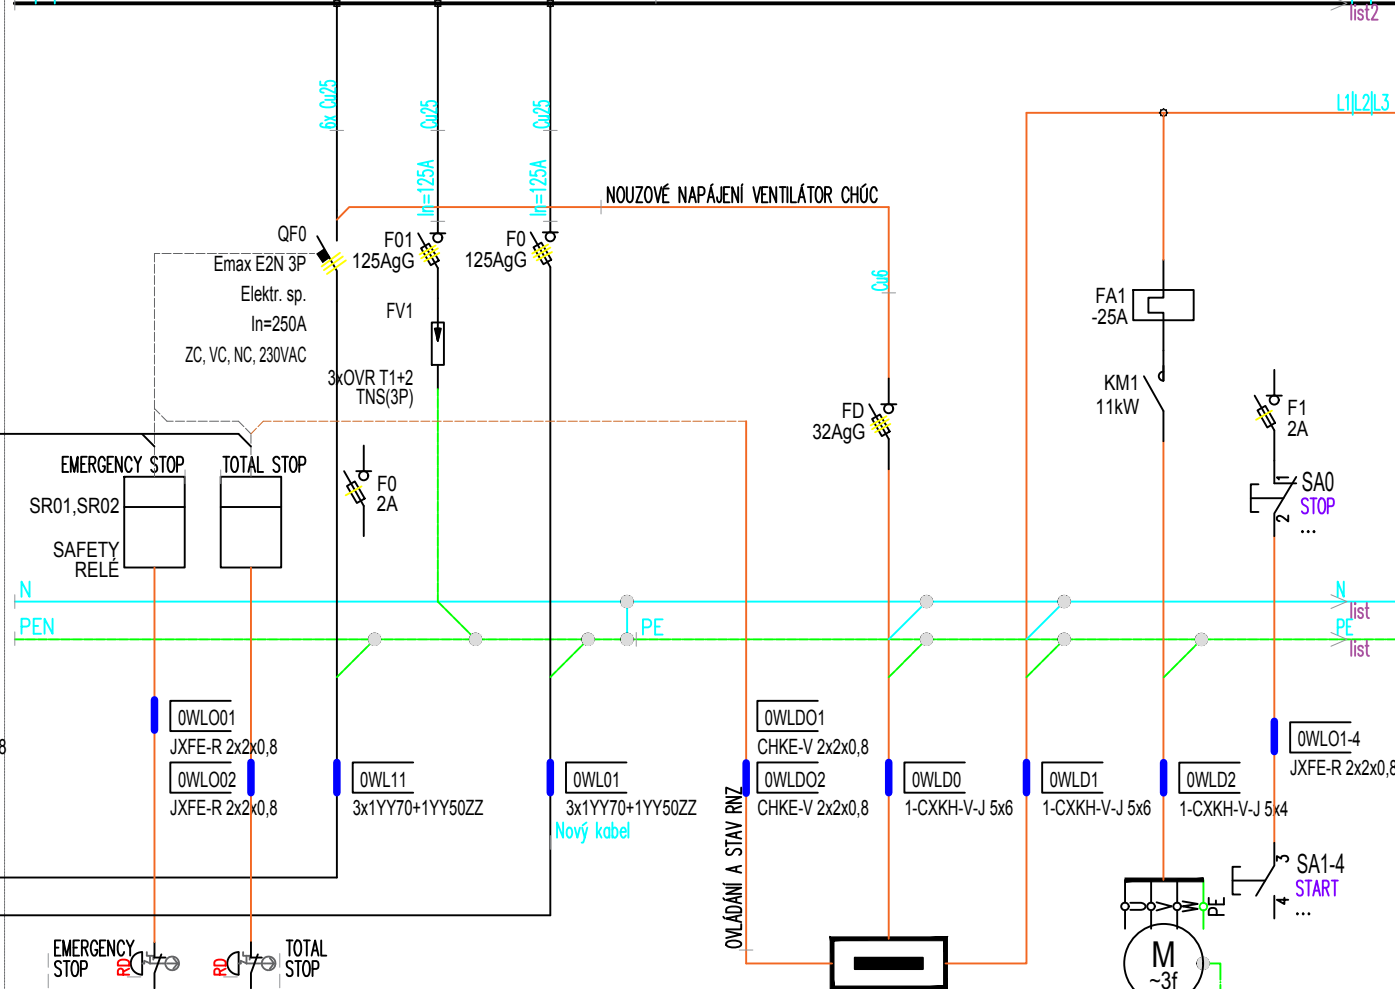 list2
L1|L2|L3
6x Cu25
Cu25
Cu25
In=125A
In=125A
NOUZOVÉ NAPÁJENÍ VENTILÁTOR CHÚC
QF0
Emax E2N 3P
Elektr. sp.
In=250A
ZC, VC, NC, 230VAC
F01
125AgG
F0
125AgG
FV1
3xOVR T1+2
TNS(3P)
Cu6
FA1
-25A
KM1
11kW
FD
32AgG
F1
2A
EMERGENCY STOP
TOTAL STOP
SR01,SR02
SAFETY
RELÉ
F0
2A
1
SA0
STOP
2
...
N
N
list
PEN
PE
PE
list
0WLO01
JXFE-R 2x2x0,8
0WLO02
JXFE-R 2x2x0,8
8
0WL11
3x1YY70+1YY50ZZ
0WL01
3x1YY70+1YY50ZZ
Nový kabel
0WLDO1
CHKE-V 2x2x0,8
0WLDO2
CHKE-V 2x2x0,8
OVLÁDÁNÍ A STAV RNZ
0WLD0
1-CXKH-V-J 5x6
0WLD1
1-CXKH-V-J 5x6
0WLD2
1-CXKH-V-J 5x4
0WLO1-4
JXFE-R 2x2x0,8
3
SA1-4
START
4
...
U
V
W
PE
M
~3f
EMERGENCY
STOP
RD
RD
TOTAL
STOP